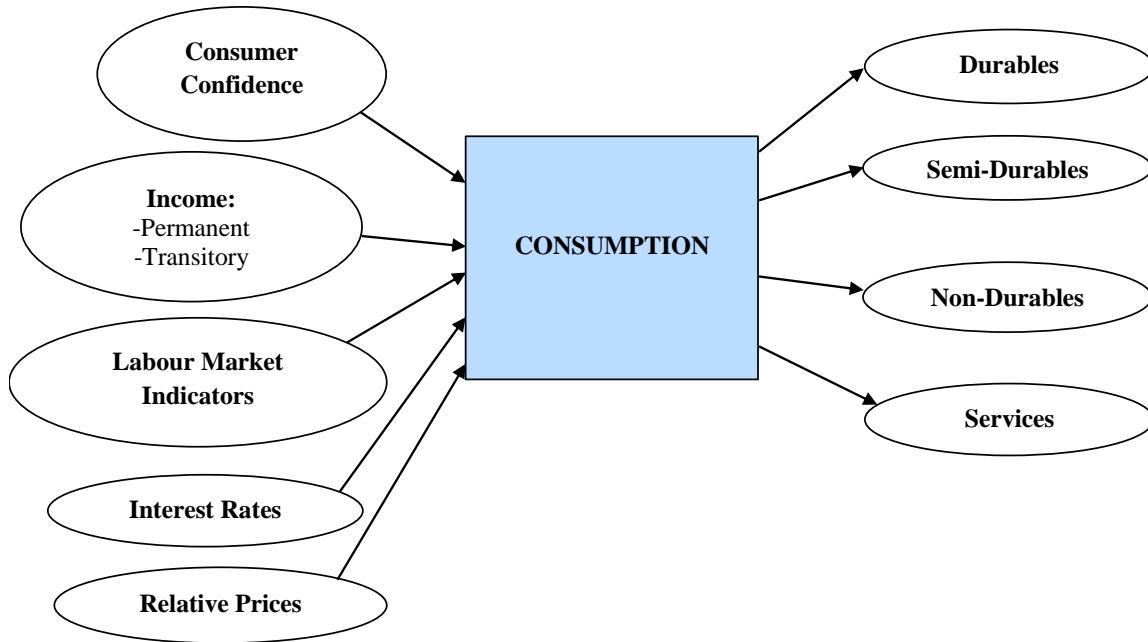 Consumer
Confidence
Income:
-Permanent
-Transitory
Labour Market
Indicators
Interest Rates
Relative Prices
CONSUMPTION
Durables
Semi-Durables
Non-Durables
Services